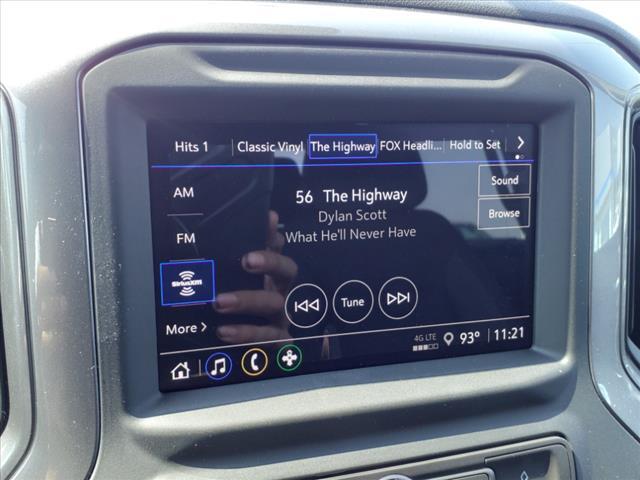 Hits 1 Classic Vinyl The Highway FOX Headli... Hold to Set
AM
56 The Highway
Sound
Dylan Scott
Browse
FM
What He'll Never Have
SiriusXM
Tune
More
4G LTE 93° 11:21